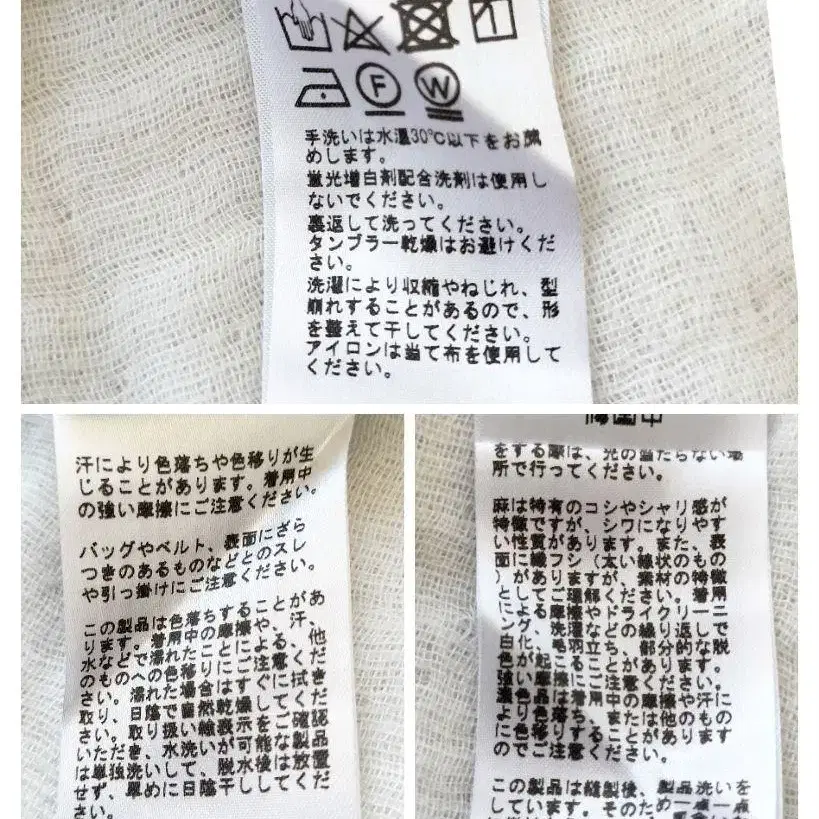 F W
手洗いは水温30℃以下をお薦
めします。
蛍光増白剤配合洗剤は使用し
ないでください。
裏返して洗ってください。
タンブラー乾燥はお避けくだ
さい。
洗濯により収縮やねじれ、型
崩れすることがあるので、形
を整えて干してください。
アイロンは当て布を使用して
ください。
汗により色落ちや色移りが生
じることがあります。着用中
の強い摩擦にご注意ください。
バッグやベルト、表面にざら
つきのあるものなどとのスレ
や引っ掛けにご注意ください。
この製品は色落ちすることがあ
ります。着用中の摩擦や、汗、
水などで濡れたことによる、他
のものへの色移りにご注意くだ
さい。濡れた場合はすぐに拭き
取り、日陰で自然乾燥してくだ
さい。取り扱い絵表示をご確認
いただき、水洗いが可能な製品
は単独洗いして、脱水後は放置
せず、早めに日陰干ししてくだ
さい。
をする際は、光の当たらない場
所で行ってください。
麻は特有のコシやシャリ感が
特徴ですが、シワになりやす
い性質があります。また、表
面に織フシ(太い線状のもの
)がありますが、素材の特徴
としてご理解ください。着用
による摩擦やドライクリーニ
ング、洗濯などの繰り返しで
白化、毛羽立ち、部分的な脱
色が起こることがあります。
強い摩擦にご注意ください。
濃色品は着用中の摩擦や汗に
より色落ち、または他のもの
に色移りすることがあります
のでご注意ください。
この製品は縫製後、製品洗いを
しています。そのため一点一点